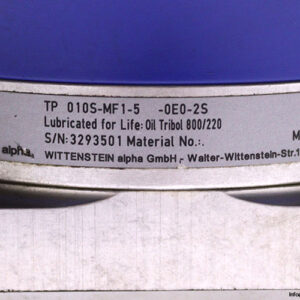 TP 010S-MF1-5 -0E0-2S
Lubricated for Life: Oil Tribol 800/220
S/N: 3293501 Material No.:.
alpha
WITTENSTEIN alpha GmbH - Walter-Wittenstein-Str.1